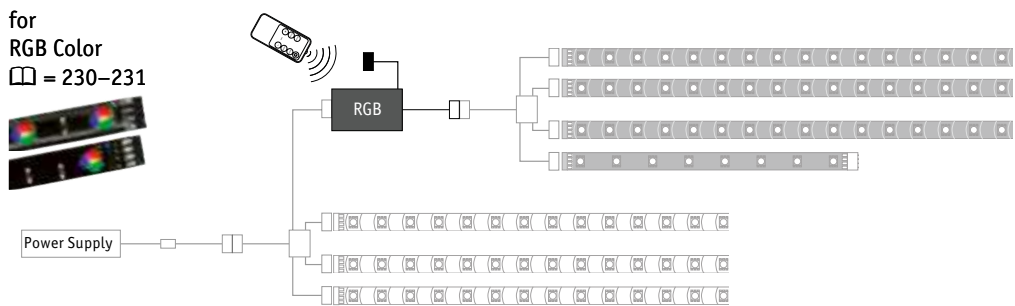 for
RGB Color
= 230–231
RGB
Power Supply